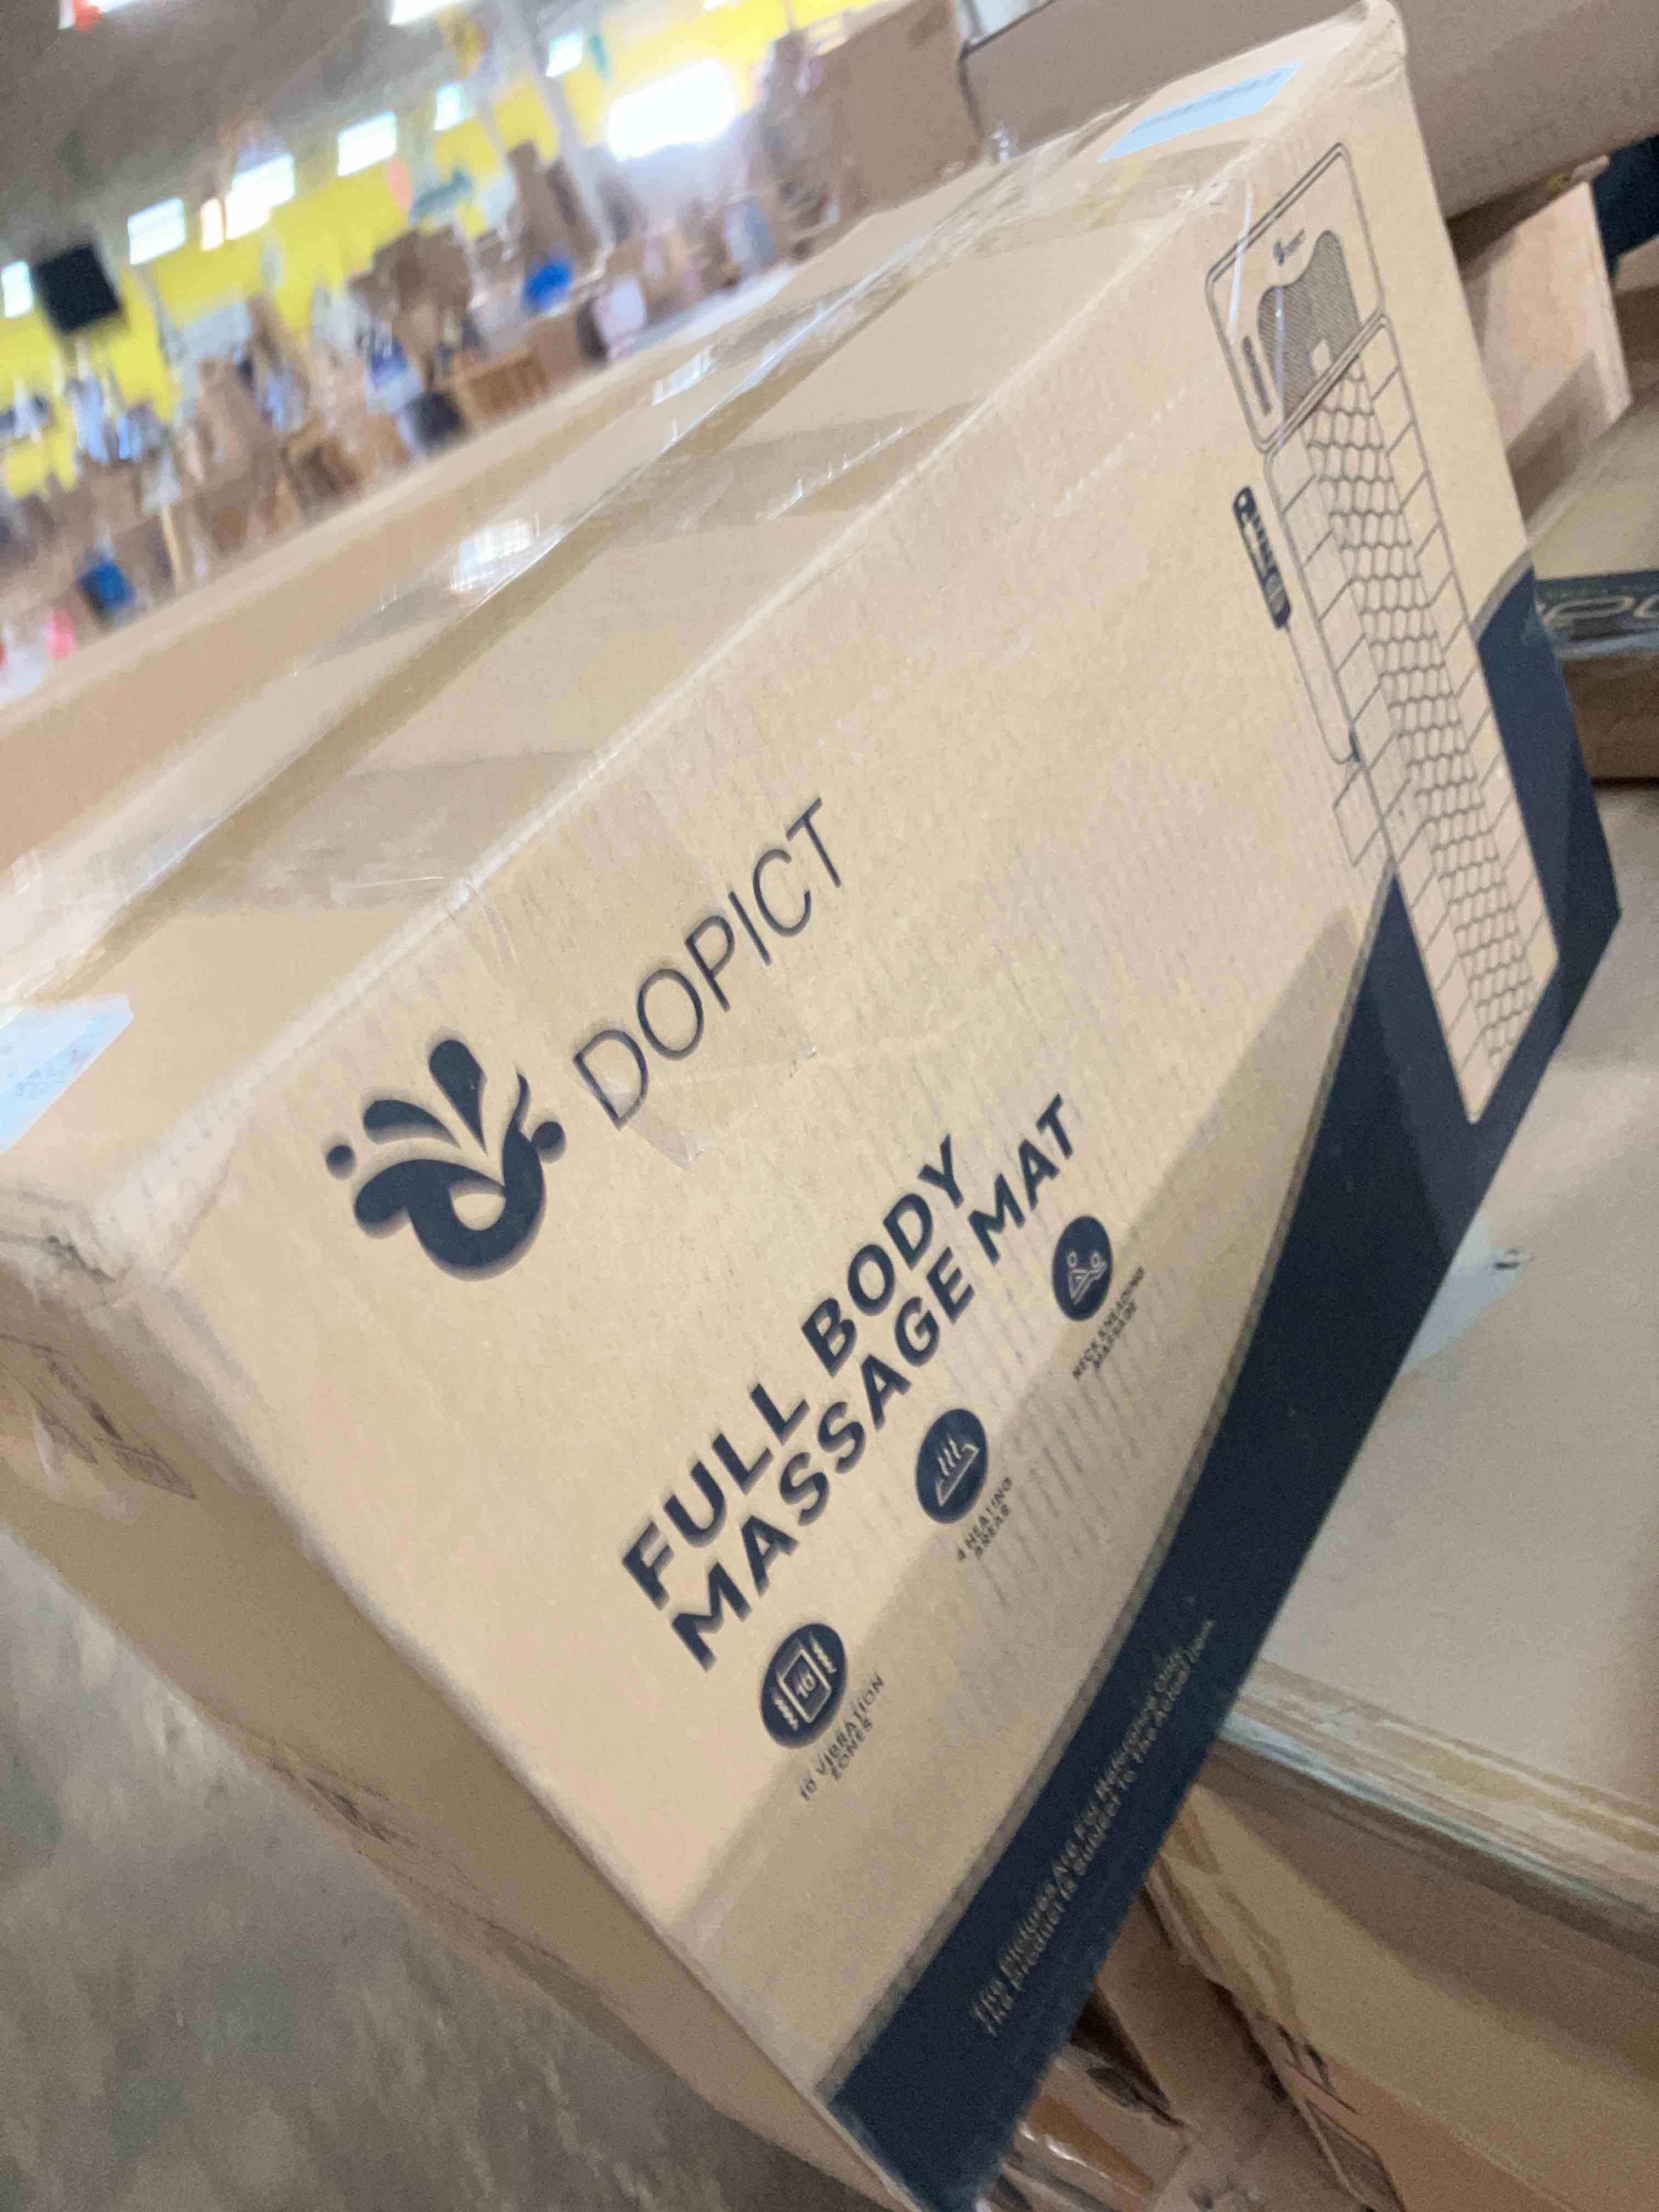 DOPICT
FULL BODY
MASSAGE MAT
10
10 VIBRATION
ZONES
4 HEATING
AREAS
NECK KNEADING
MASSAGE
The Pictures Are For Reference Only,
The Product Is Subject To The Actual Item.